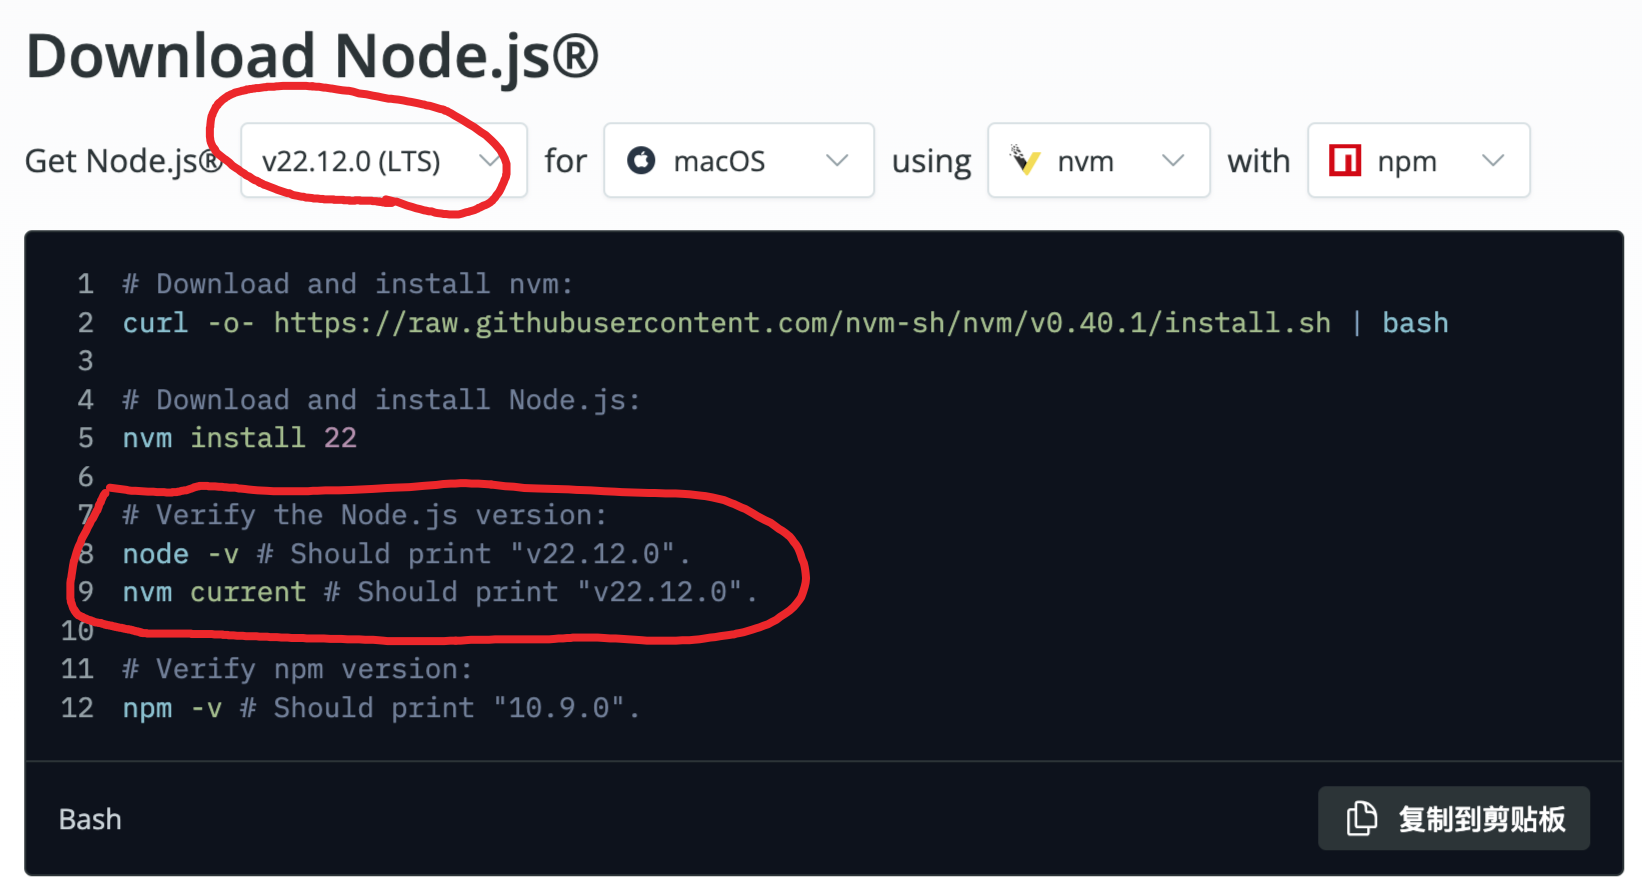 Download Node.js®
Get Node.js® v22.12.0 (LTS) for macOS using nvm with npm
1 # Download and install nvm:
2 curl -o- https://raw.githubusercontent.com/nvm-sh/nvm/v0.40.1/install.sh | bash
3
4 # Download and install Node.js:
5 nvm install 22
6
7 # Verify the Node.js version:
8 node -v # Should print "v22.12.0".
9 nvm current # Should print "v22.12.0".
10
11 # Verify npm version:
12 npm -v # Should print "10.9.0".
Bash 复制到剪贴板